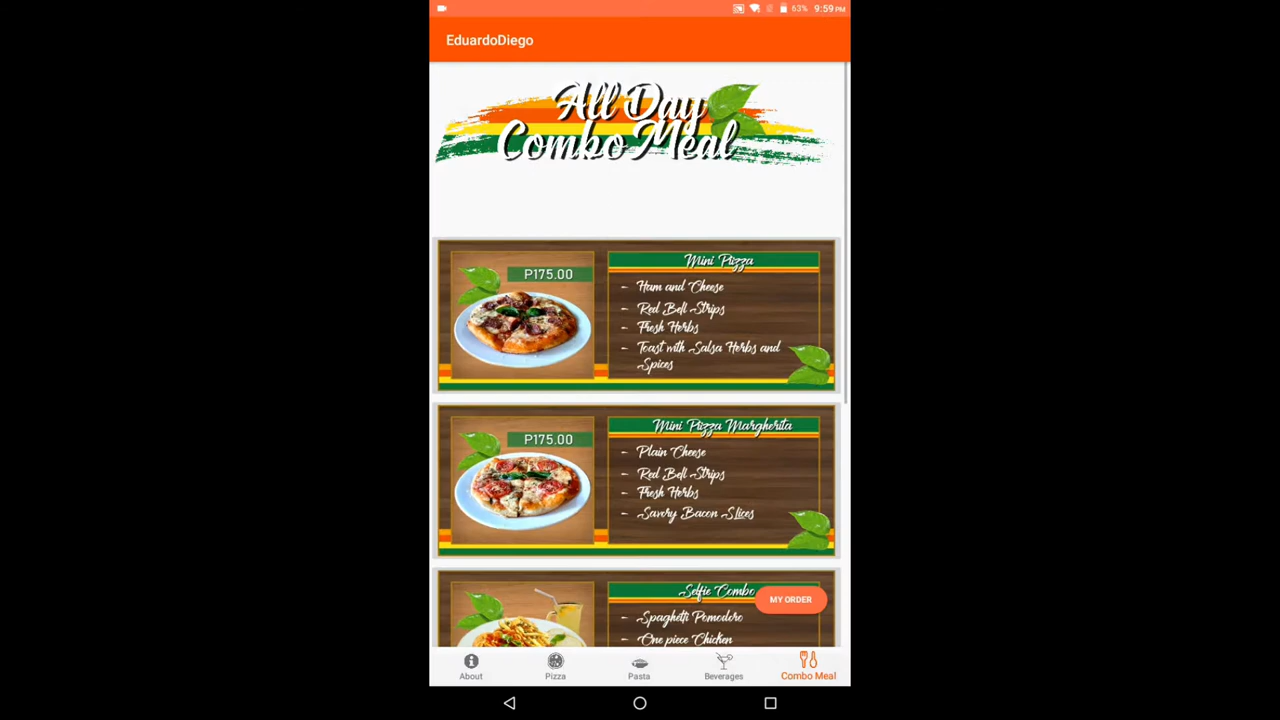 63% 9:59 PM
EduardoDiego
All Day
Combo Meal
P175.00
Mini Pizza
- Ham and Cheese
- Red Bell Strips
- Fresh Herbs
- Toast with Salsa Herbs and
Spices
P175.00
Mini Pizza Margherita
- Plain Cheese
- Red Bell Strips
- Fresh Herbs
- Savory Bacon Slices
Selfie Combo
- Spaghetti Pomodoro
- One piece Chicken
MY ORDER
About
Pizza
Pasta
Beverages
Combo Meal